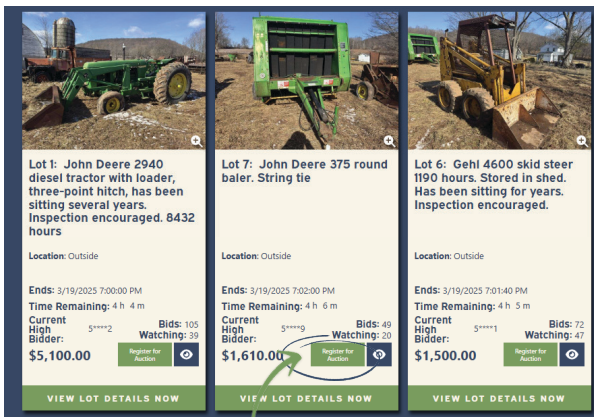 Lot 1: John Deere 2940
diesel tractor with loader,
three-point hitch, has been
sitting several years.
Inspection encouraged. 8432
hours
Location: Outside
Ends: 3/19/2025 7:00:00 PM
Time Remaining: 4 h 4 m
Current
High
Bidder:
5****2
Bids: 105
Watching: 39
$5,100.00
Register for
Auction
VIEW LOT DETAILS NOW
Lot 7: John Deere 375 round
baler. String tie
Location: Outside
Ends: 3/19/2025 7:02:00 PM
Time Remaining: 4 h 6 m
Current
High
Bidder:
5****9
Bids: 49
Watching: 20
$1,610.00
Register for
Auction
VIEW LOT DETAILS NOW
Lot 6: Gehl 4600 skid steer
1190 hours. Stored in shed.
Has been sitting for years.
Inspection encouraged.
Location: Outside
Ends: 3/19/2025 7:01:40 PM
Time Remaining: 4 h 5 m
Current
High
Bidder:
5****1
Bids: 72
Watching: 47
$1,500.00
Register for
Auction
VIEW LOT DETAILS NOW